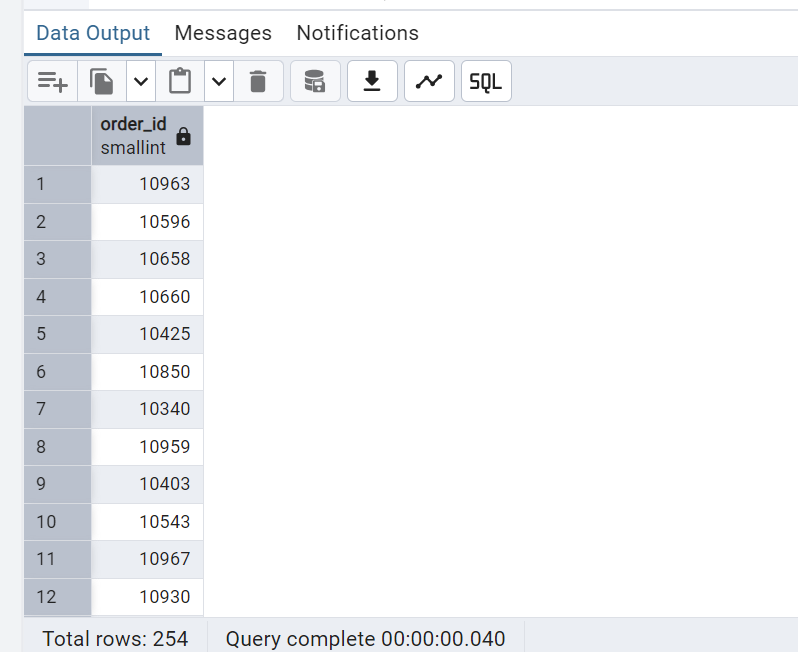 Data Output Messages Notifications
SQL
order_id
smallint
1 10963
2 10596
3 10658
4 10660
5 10425
6 10850
7 10340
8 10959
9 10403
10 10543
11 10967
12 10930
Total rows: 254 Query complete 00:00:00.040